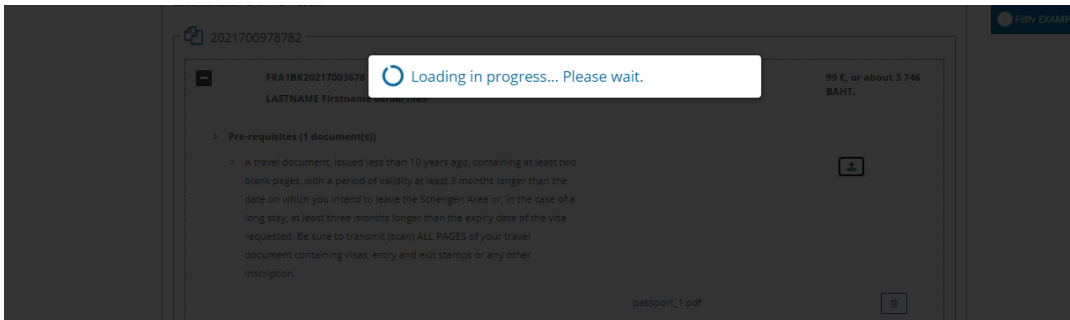 2021700978782
Fillfv EXAMP
FRA1BK20217003678
Loading in progress... Please wait.
99 €, or about 3 746
BAHT.
LASTNAME Firstname
Pre-requisites (1 document(s))
A travel document, issued less than 10 years ago, containing at least two
blank pages, with a period of validity at least 3 months longer than the
date on which you intend to leave the Schengen Area or, in the case of a
long stay, at least three months longer than the expiry date of the visa
requested. Be sure to transmit (scan) ALL PAGES of your travel
document containing visas, entry and exit stamps or any other
inscription.
passport_1.pdf